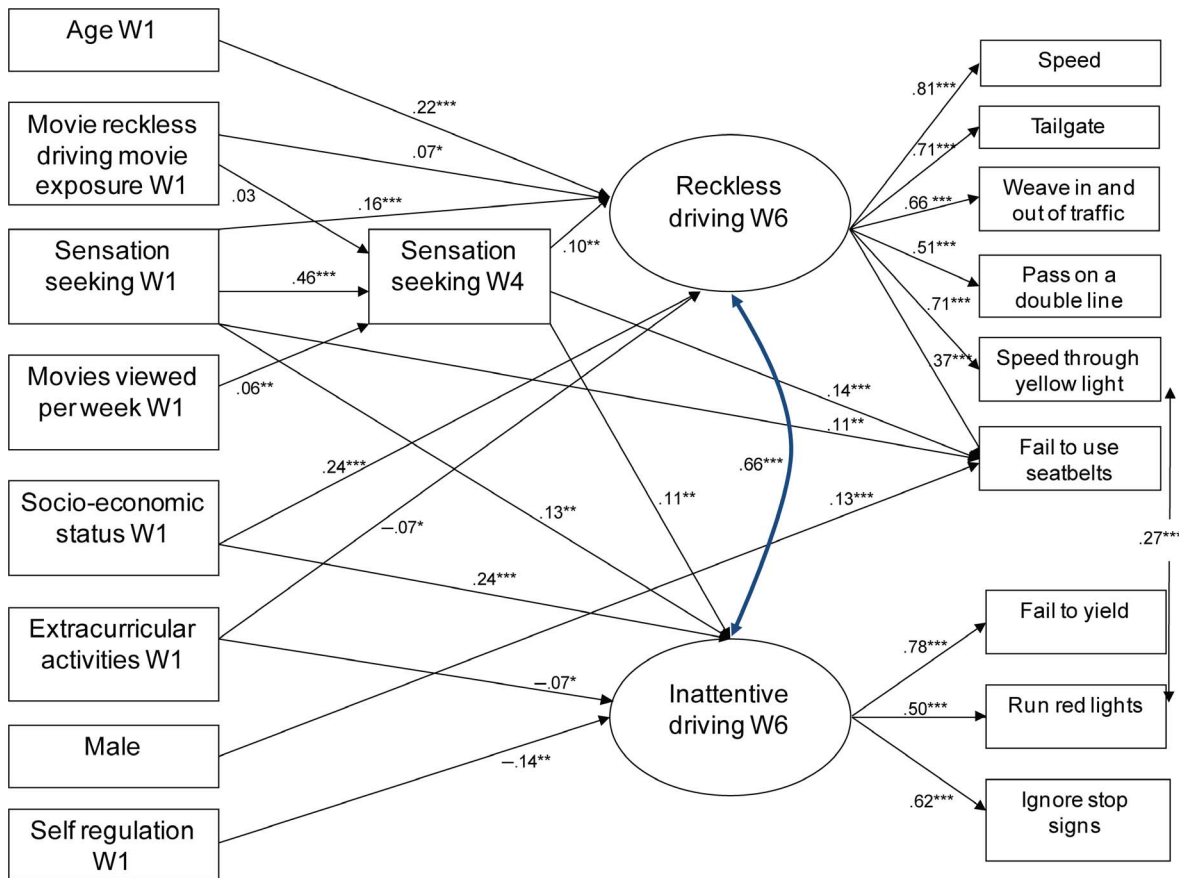 Age W1
Movie reckless
driving movie
exposure W1
Sensation
seeking W1
Movies viewed
per week W1
Socio-economic
status W1
Extracurricular
activities W1
Male
Self regulation
W1
.22***
.07*
.03
.16***
.46***
.06**
Sensation
seeking W4
.10**
.24***
–.07*
.13**
.11**
.24***
–.07*
–.14**
Reckless
driving W6
.66***
Inattentive
driving W6
.14***
.11**
.13***
.81***
.71***
.66 ***
.51***
.71***
.37***
Speed
Tailgate
Weave in and
out of traffic
Pass on a
double line
Speed through
yellow light
Fail to use
seatbelts
.27***
.78***
.50***
.62***
Fail to yield
Run red lights
Ignore stop
signs